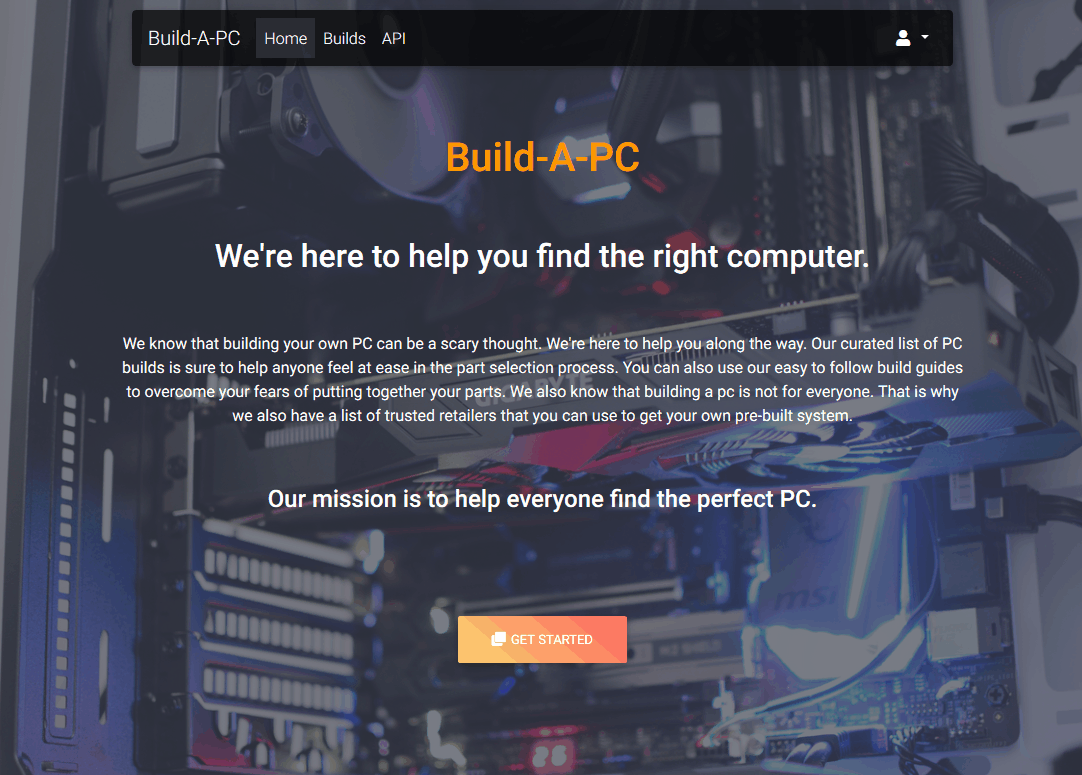 Build-A-PC Home Builds API
Build-A-PC
We're here to help you find the right computer.
We know that building your own PC can be a scary thought. We're here to help you along the way. Our curated list of PC
builds is sure to help anyone feel at ease in the part selection process. You can also use our easy to follow build guides
to overcome your fears of putting together your parts. We also know that building a pc is not for everyone. That is why
we also have a list of trusted retailers that you can use to get your own pre-built system.
GIGABYTE
Our mission is to help everyone find the perfect PC.
msi
GET STARTED
M2 SHIELD